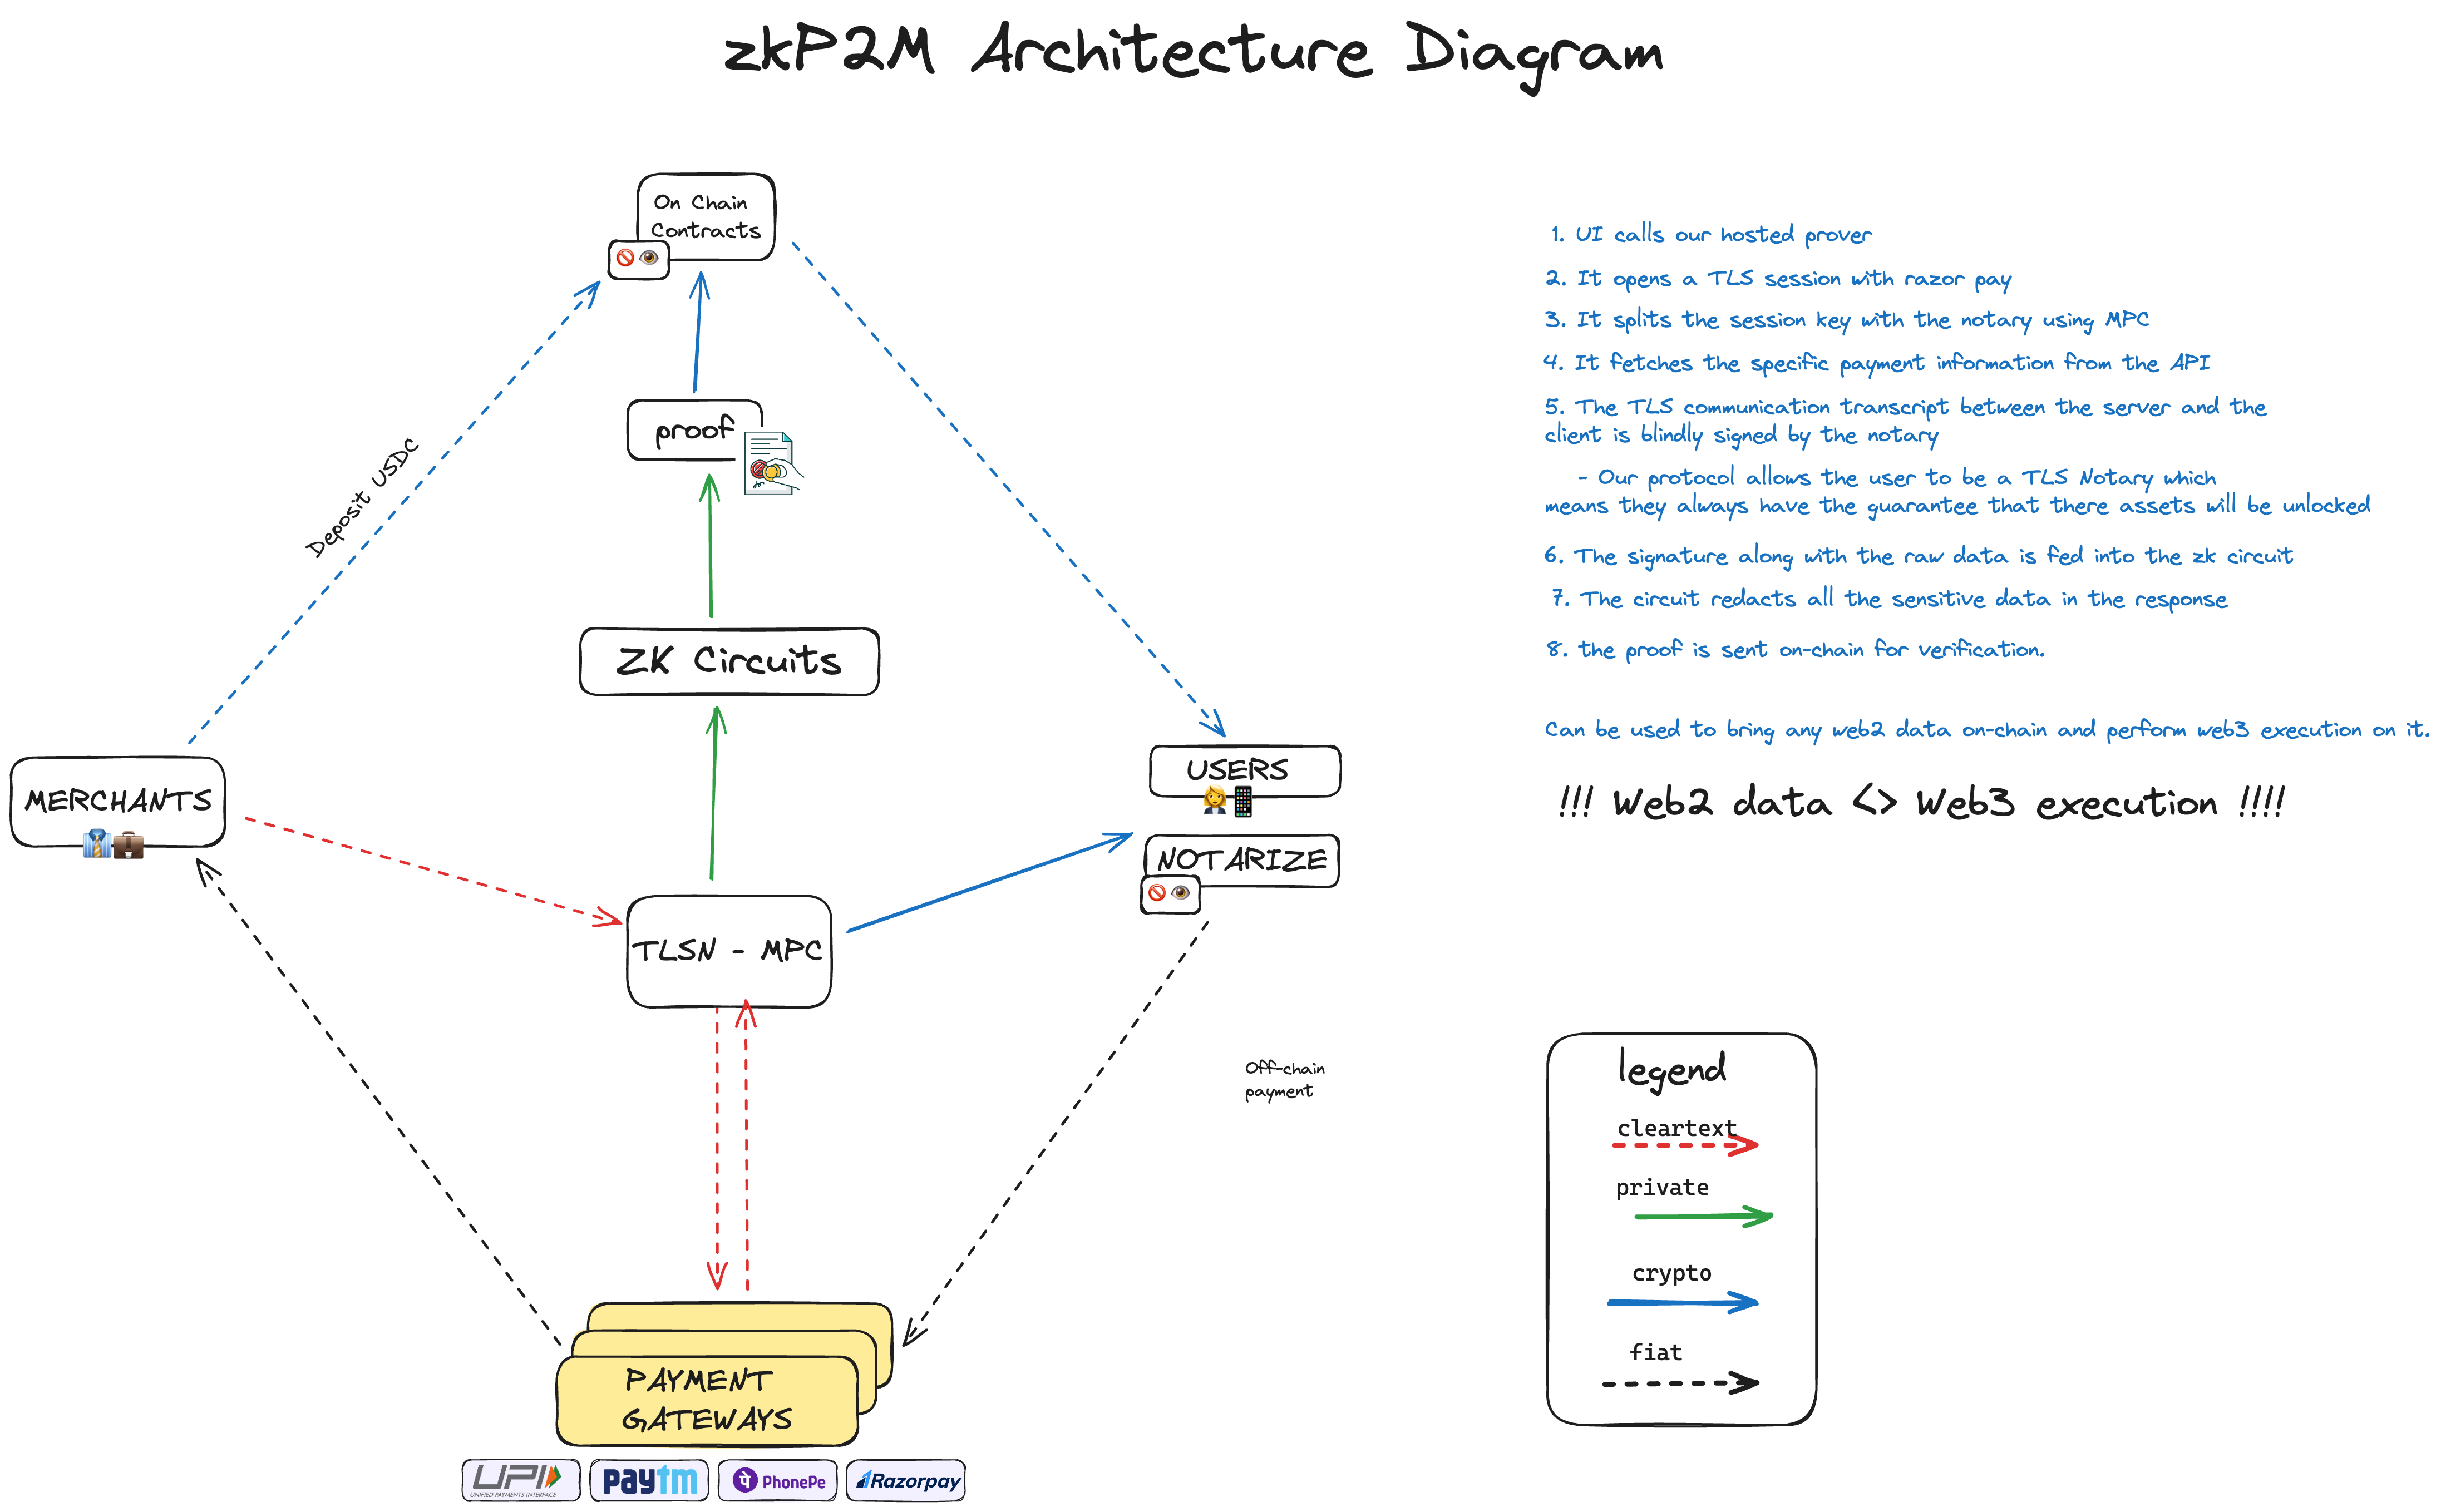 zkP2M Architecture Diagram
On Chain
Contracts
Deposit USDC
proof
ZK Circuits
MERCHANTS
USERS
NOTARIZE
TLSN - MPC
Off-chain
payment
PAYMENT
GATEWAYS
UPI
UNIFIED PAYMENTS INTERFACE
paytm
पे PhonePe
Razorpay
1. UI calls our hosted prover
2. It opens a TLS session with razor pay
3. It splits the session key with the notary using MPC
4. It fetches the specific payment information from the API
5. The TLS communication transcript between the server and the
client is blindly signed by the notary
- Our protocol allows the user to be a TLS Notary which
means they always have the guarantee that there assets will be unlocked
6. The signature along with the raw data is fed into the zk circuit
7. The circuit redacts all the sensitive data in the response
8. the proof is sent on-chain for verification.
Can be used to bring any web2 data on-chain and perform web3 execution on it.
!!! Web2 data <> Web3 execution !!!!
legend
cleartext
private
crypto
fiat